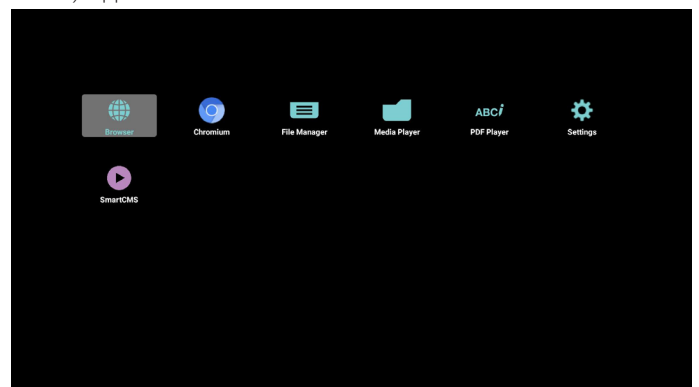 Browser
Chromium
File Manager
Media Player
ABCi
PDF Player
Settings
SmartCMS